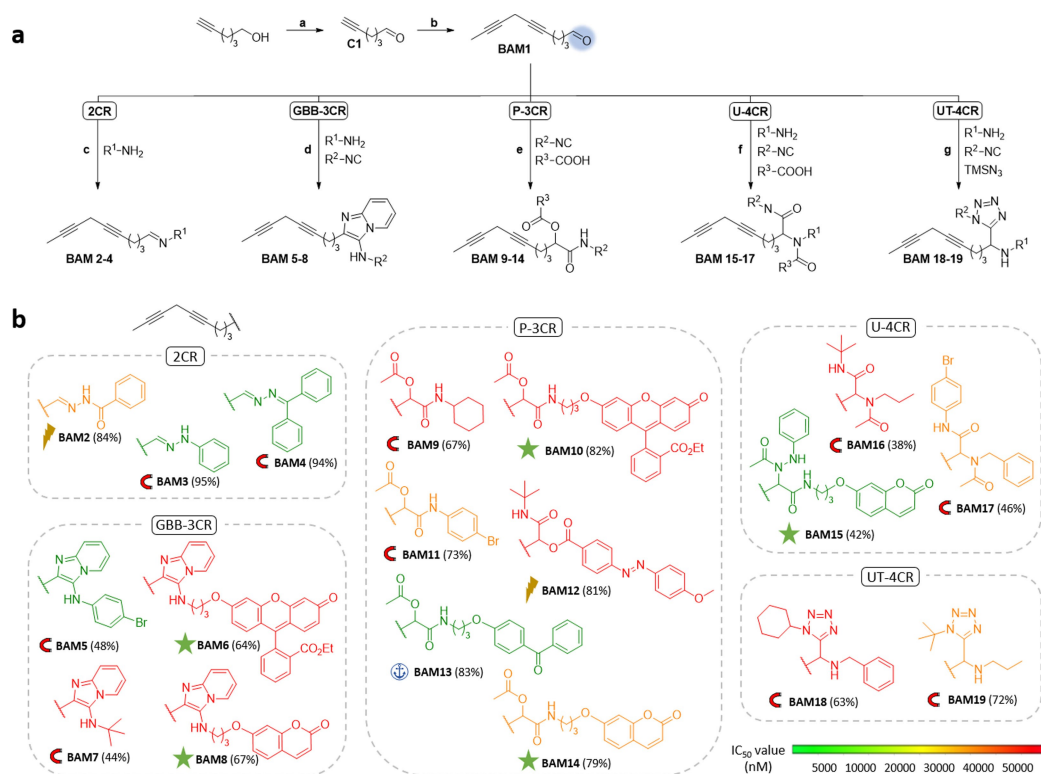 a
OH
3
a
C1
O
3
b
BAM1
O
3
2CR
GBB-3CR
P-3CR
U-4CR
UT-4CR
c
R1–NH2
d
R1–NH2
R2–NC
e
R2–NC
R3–COOH
f
R1–NH2
R2–NC
R3–COOH
g
R1–NH2
R2–NC
TMSN3
BAM 2-4
BAM 5-8
BAM 9-14
BAM 15-17
BAM 18-19
b
2CR
BAM2 (84%)
BAM3 (95%)
BAM4 (94%)
GBB-3CR
BAM5 (48%)
BAM6 (64%)
BAM7 (44%)
BAM8 (67%)
P-3CR
BAM9 (67%)
BAM10 (82%)
BAM11 (73%)
BAM12 (81%)
BAM13 (83%)
BAM14 (79%)
U-4CR
BAM16 (38%)
BAM15 (42%)
BAM17 (46%)
UT-4CR
BAM18 (63%)
BAM19 (72%)
IC50 value
(nM)
5000 10000 20000 30000 40000 50000